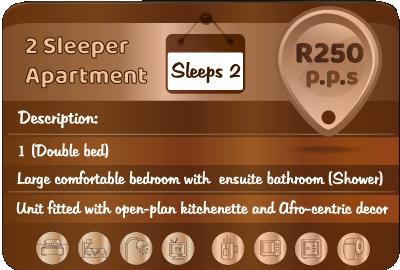 2 Sleeper
Apartment
Sleeps 2
R250
p.p.s
Description:
1 (Double bed)
Large comfortable bedroom with ensuite bathroom (Shower)
Unit fitted with open-plan kitchenette and Afro-centric decor
TV